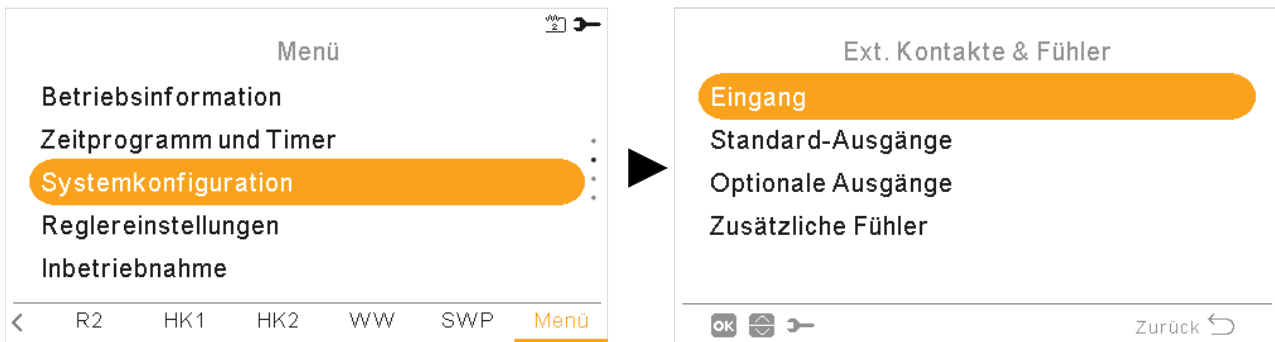 2
Menü
Betriebsinformation
Zeitprogramm und Timer
Systemkonfiguration
Reglereinstellungen
Inbetriebnahme
R2 HK1 HK2 WW SWP Menü
Ext. Kontakte & Fühler
Eingang
Standard-Ausgänge
Optionale Ausgänge
Zusätzliche Fühler
OK Zurück